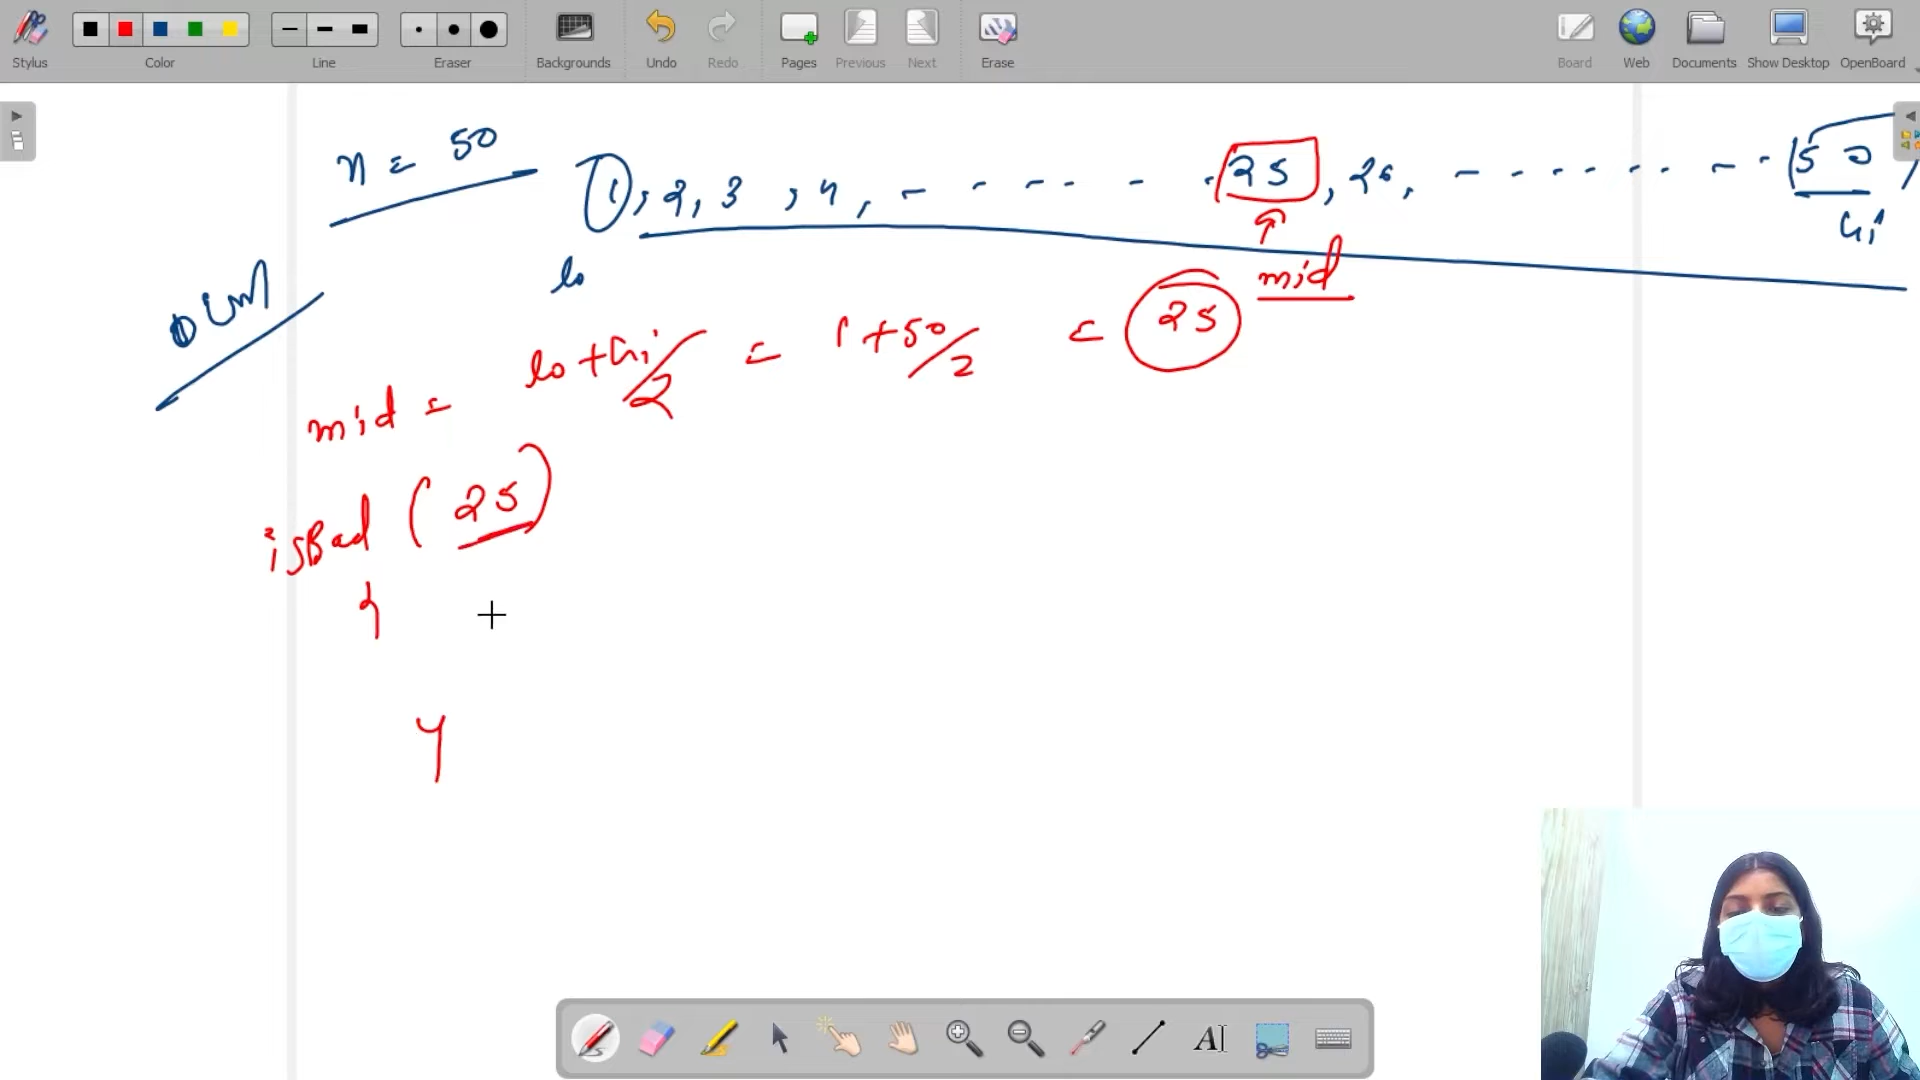 Stylus Color Line Eraser Backgrounds Undo Redo Pages Previous Next Erase Board Web Documents Show Desktop OpenBoard
n = 50 1, 2, 3, 4, - - - - - - 25, 26, - - - - - - - - 50
lo mid hi
mid = lo + hi/2 = 1 + 50/2 = 25
isBad (25)
{
}
A